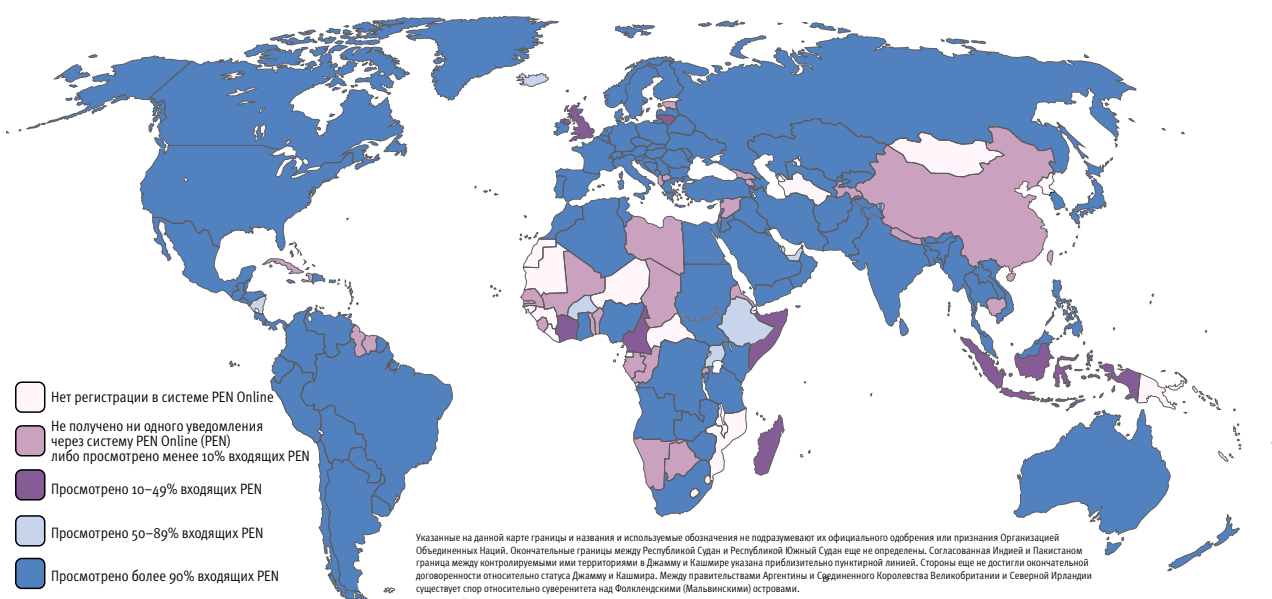 Нет регистрации в системе PEN Online
Не получено ни одного уведомления
через систему PEN Online (PEN)
либо просмотрено менее 10% входящих PEN
Просмотрено 10–49% входящих PEN
Просмотрено 50–89% входящих PEN
Просмотрено более 90% входящих PEN
Указанные на данной карте границы и названия и используемые обозначения не подразумевают их официального одобрения или признания Организацией
Объединенных Наций. Окончательные границы между Республикой Судан и Республикой Южный Судан еще не определены. Согласованная Индией и Пакистаном
граница между контролируемыми ими территориями в Джамму и Кашмире указана приблизительно пунктирной линией. Стороны еще не достигли окончательной
договоренности относительно статуса Джамму и Кашмира. Между правительствами Аргентины и Соединенного Королевства Великобритании и Северной Ирландии
существует спор относительно суверенитета над Фолклендскими (Мальвинскими) островами.